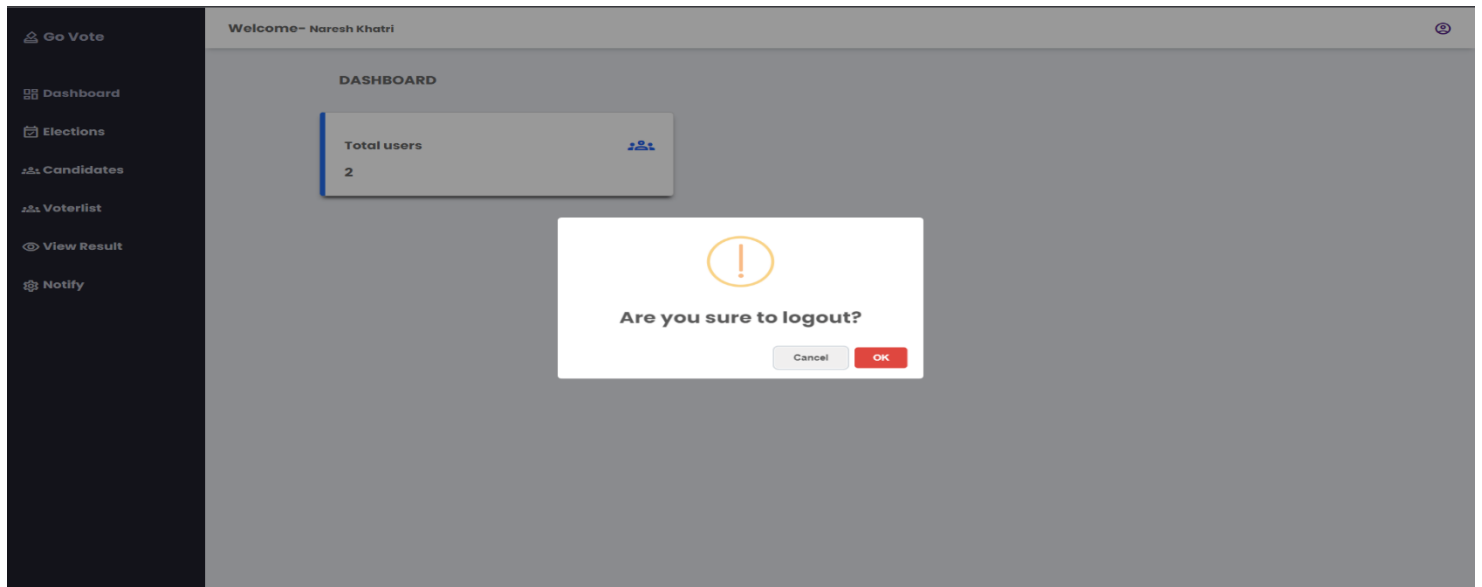 Go Vote
Welcome- Naresh Khatri
Dashboard
Elections
Candidates
Voterlist
View Result
Notify
DASHBOARD
Total users
2
Are you sure to logout?
Cancel OK